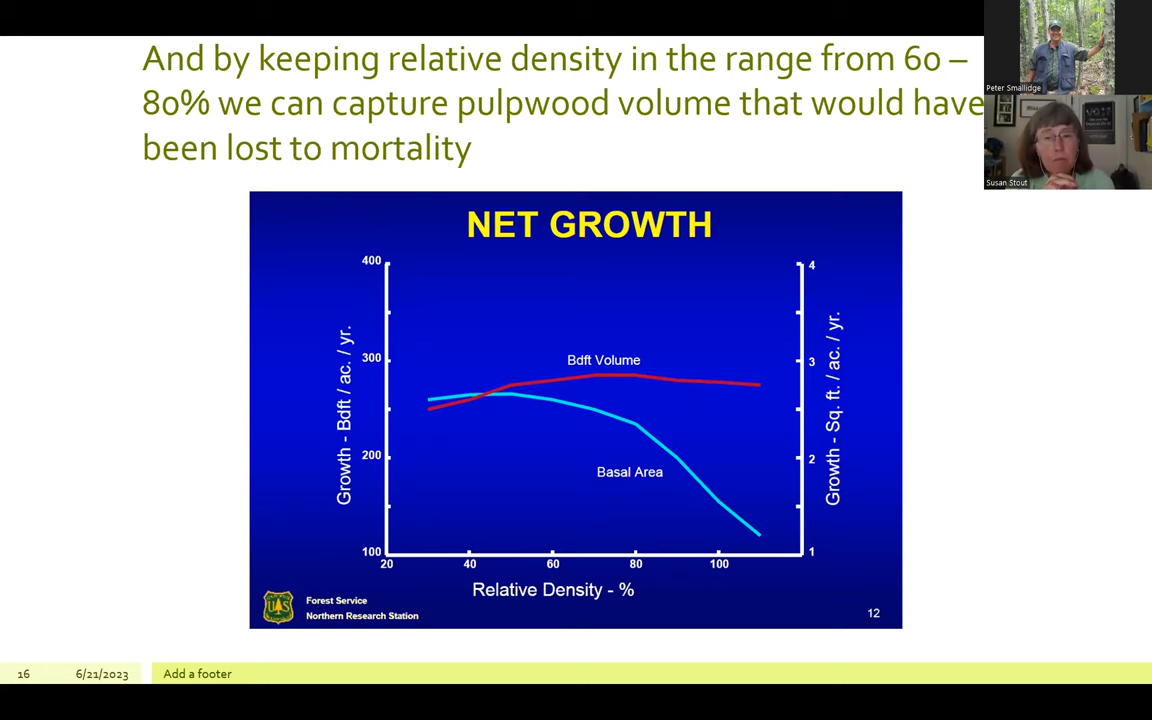 And by keeping relative density in the range from 60 –
80% we can capture pulpwood volume that would have
been lost to mortality
Peter Smallidge
Susan Stout
NET GROWTH
400
300
200
100
Growth - Bdft / ac. / yr.
4
3
2
1
Growth - Sq. ft. / ac. / yr.
Bdft Volume
Basal Area
20 40 60 80 100
Relative Density - %
Forest Service
Northern Research Station
12
16 6/21/2023 Add a footer